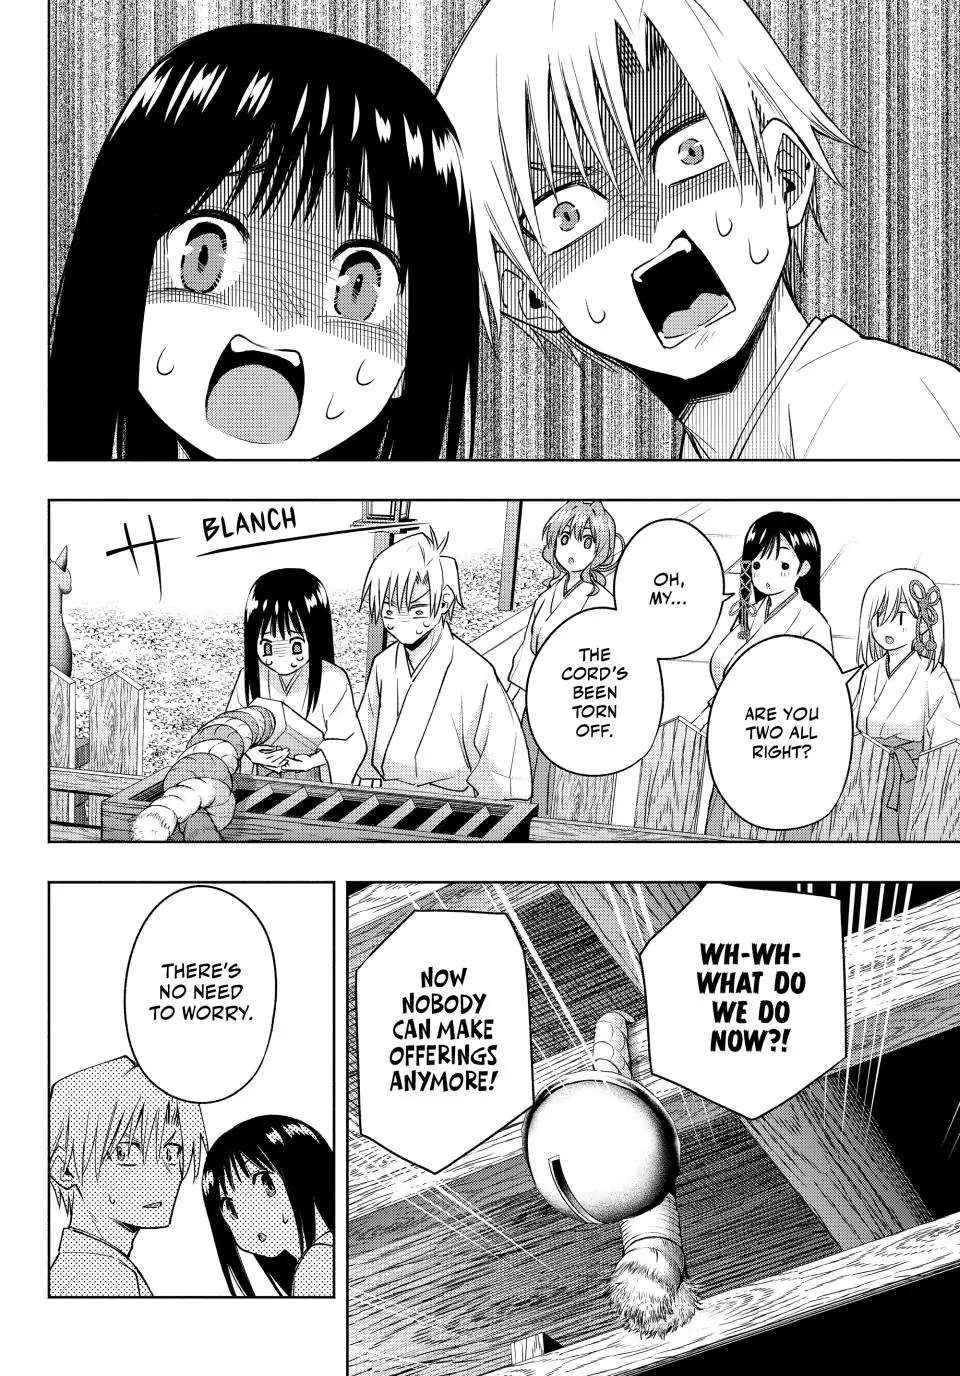 BLANCH
OH,
MY...
THE
CORD'S
BEEN
TORN
OFF.
ARE YOU
TWO ALL
RIGHT?
WH-WH-
WHAT DO
WE DO
NOW?!
NOW
NOBODY
CAN MAKE
OFFERINGS
ANYMORE!
THERE'S
NO NEED
TO WORRY.